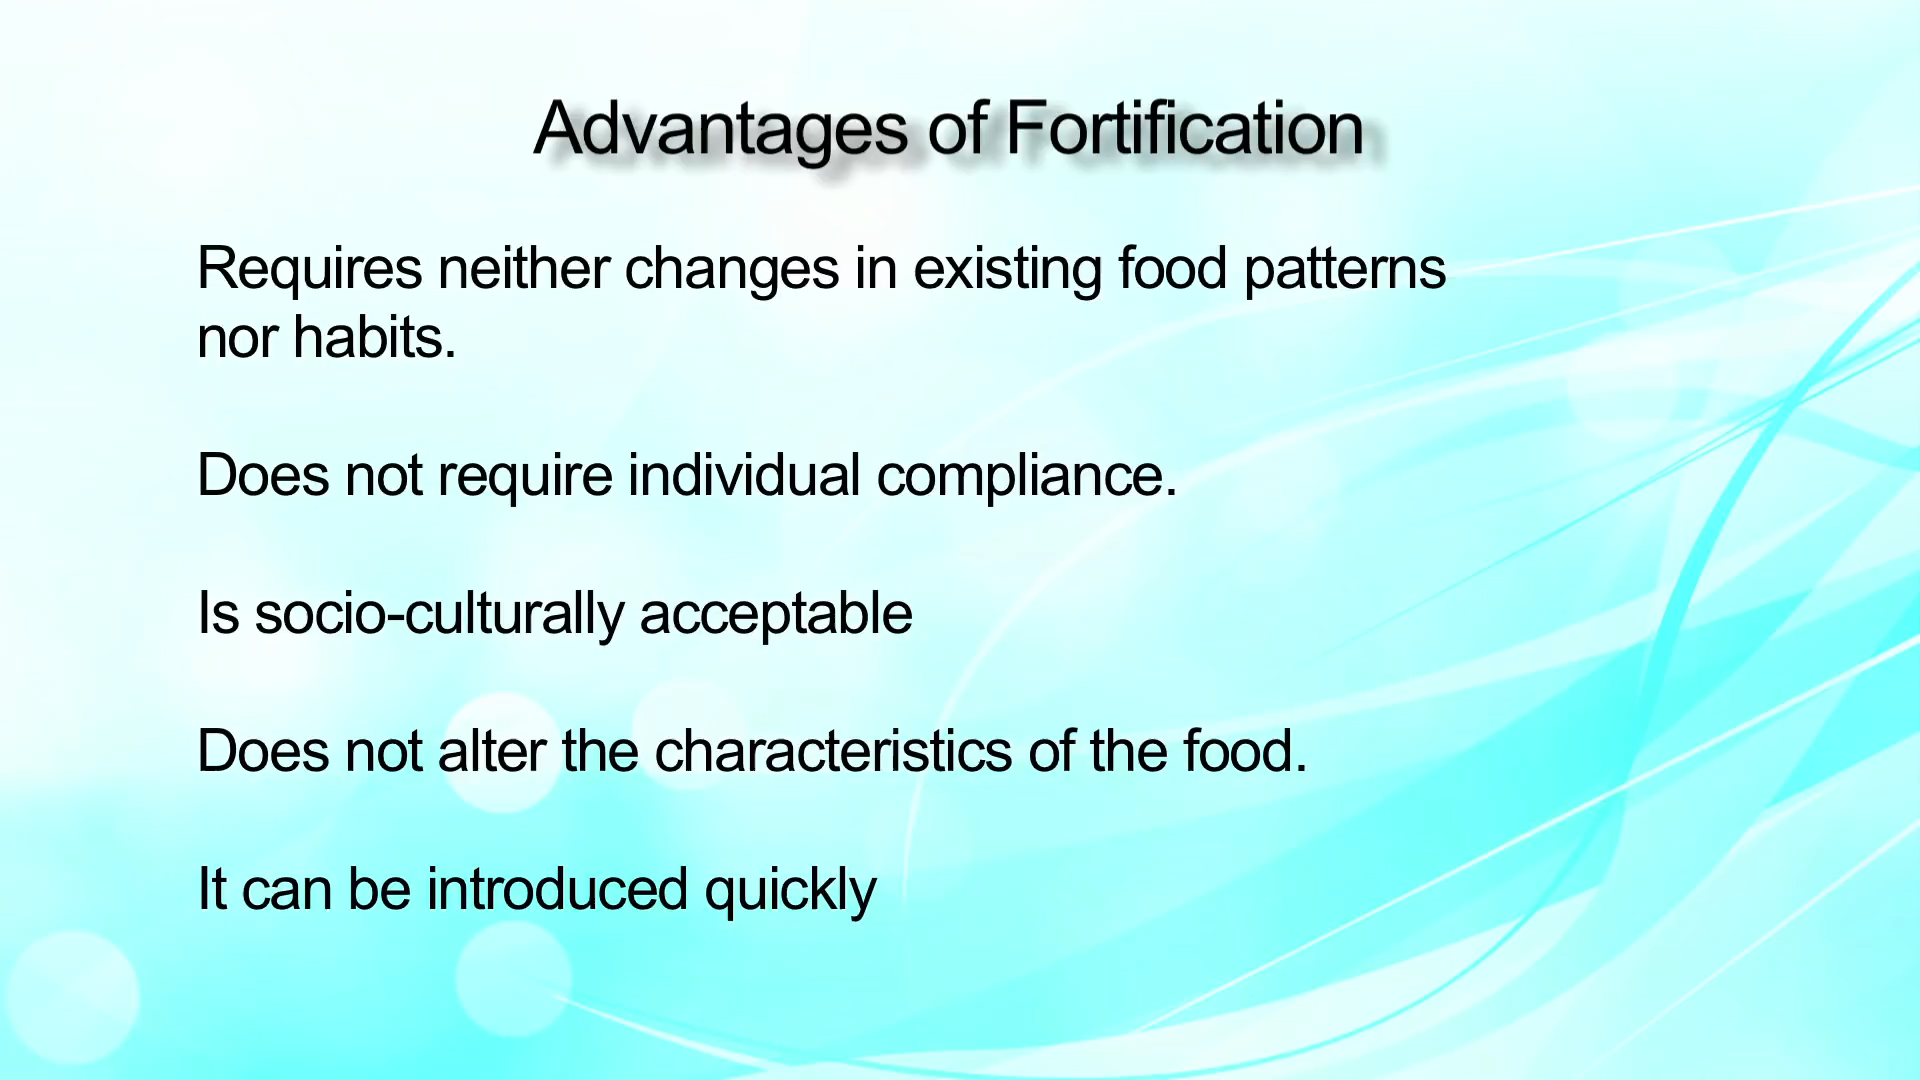 Advantages of Fortification
Requires neither changes in existing food patterns
nor habits.
Does not require individual compliance.
Is socio-culturally acceptable
Does not alter the characteristics of the food.
It can be introduced quickly